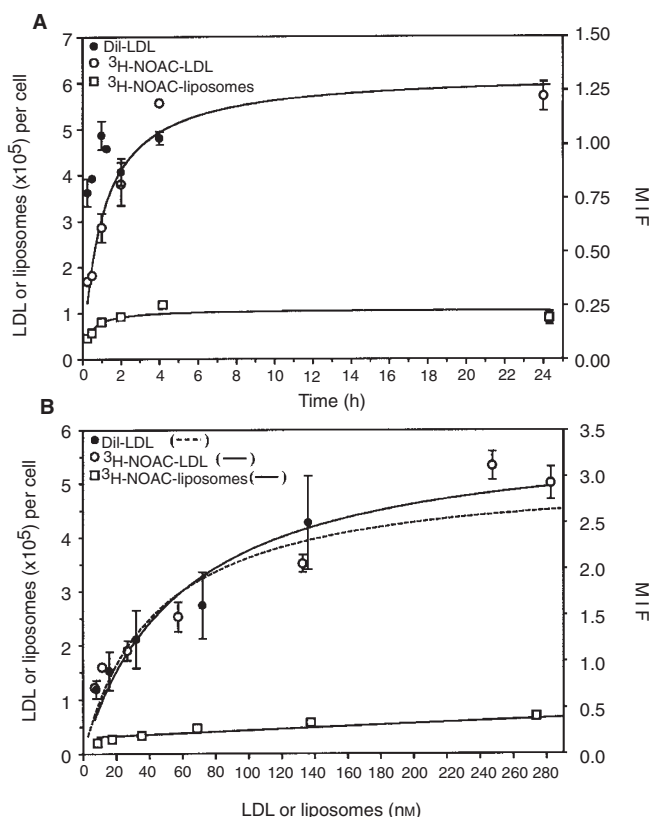 A
7
6
5
4
3
2
1
0
LDL or liposomes (x10⁵) per cell
Dil-LDL
³H-NOAC-LDL
³H-NOAC-liposomes
1.50
1.25
1.00
0.75
0.50
0.25
0.00
MIF
0 2 4 6 8 10 12 14 16 18 20 22 24
Time (h)
B
6
5
4
3
2
1
0
LDL or liposomes (x10⁵) per cell
Dil-LDL (----)
³H-NOAC-LDL (—)
³H-NOAC-liposomes (—)
3.5
3.0
2.5
2.0
1.5
1.0
0.5
0.0
MIF
0 20 40 60 80 100 120 140 160 180 200 220 240 260 280
LDL or liposomes (nM)